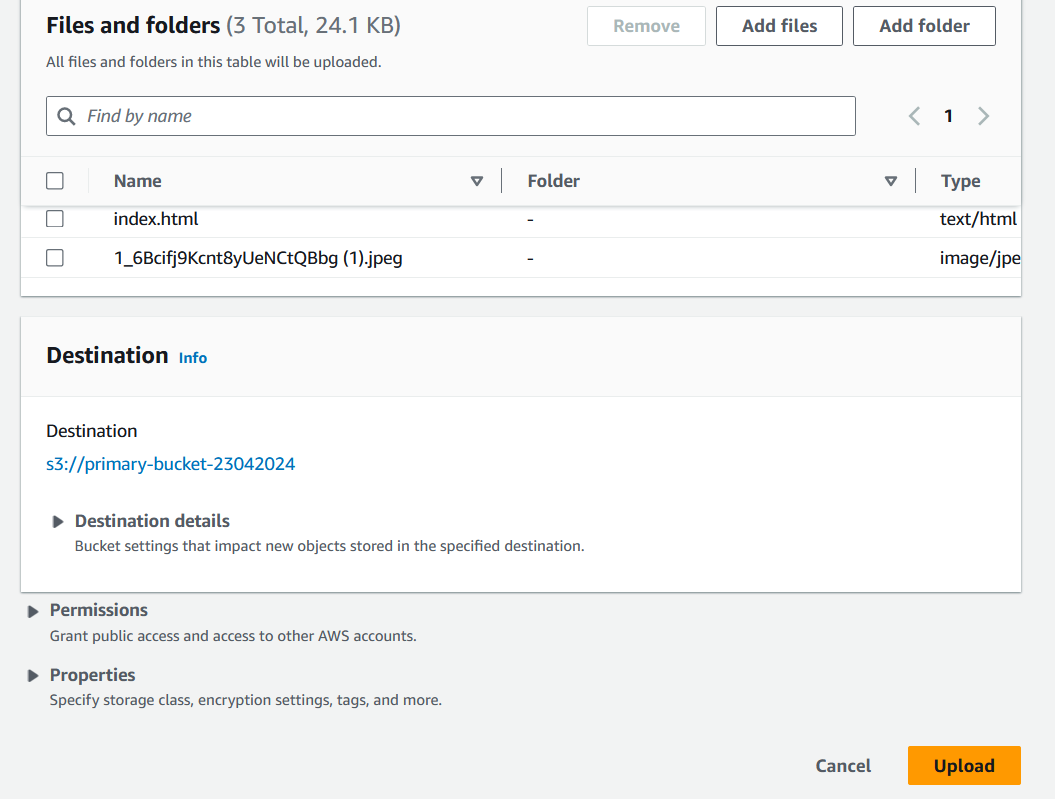 Files and folders (3 Total, 24.1 KB)
Remove
Add files
Add folder
All files and folders in this table will be uploaded.
Find by name
1
Name
Folder
Type
index.html
-
text/html
1_6Bcifj9Kcnt8yUeNCtQBbg (1).jpeg
-
image/jpe
Destination Info
Destination
s3://primary-bucket-23042024
Destination details
Bucket settings that impact new objects stored in the specified destination.
Permissions
Grant public access and access to other AWS accounts.
Properties
Specify storage class, encryption settings, tags, and more.
Cancel
Upload